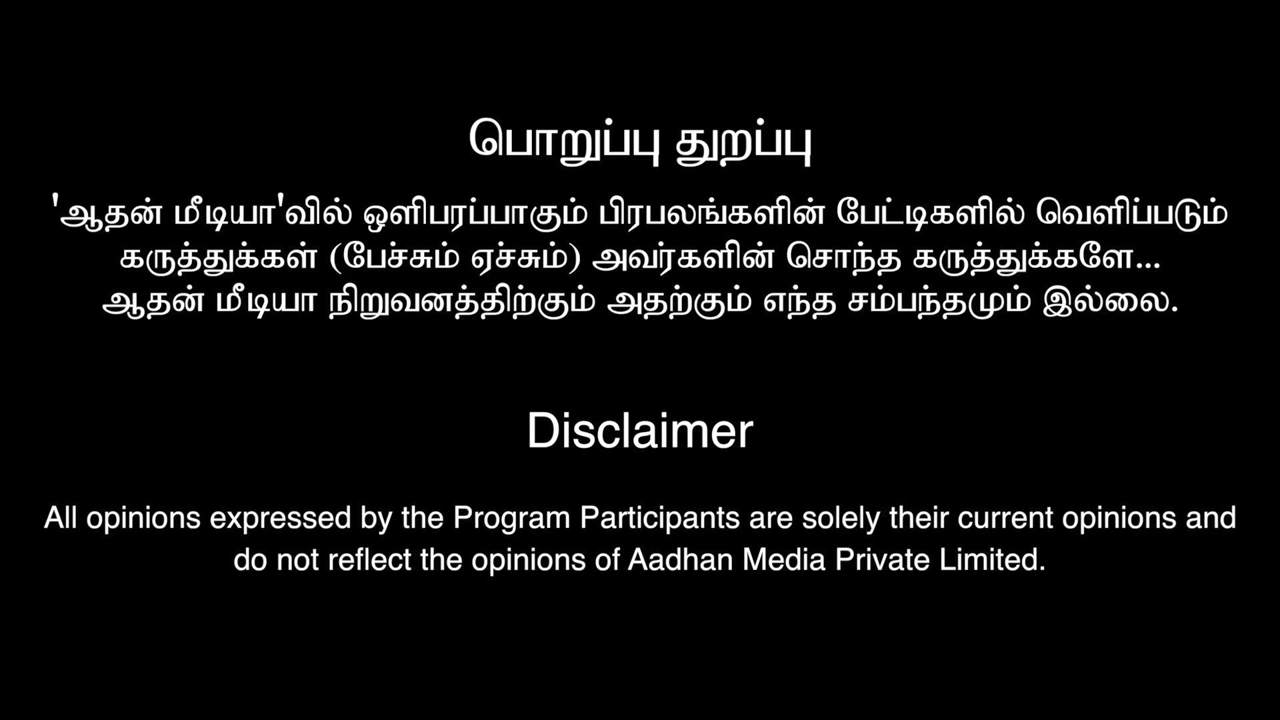 பொறுப்பு துறப்பு
'ஆதன் மீடியா'வில் ஒளிபரப்பாகும் பிரபலங்களின் பேட்டிகளில் வெளிப்படும்
கருத்துக்கள் (பேச்சும் ஏச்சும்) அவர்களின் சொந்த கருத்துக்களே...
ஆதன் மீடியா நிறுவனத்திற்கும் அதற்கும் எந்த சம்பந்தமும் இல்லை.
Disclaimer
All opinions expressed by the Program Participants are solely their current opinions and
do not reflect the opinions of Aadhan Media Private Limited.